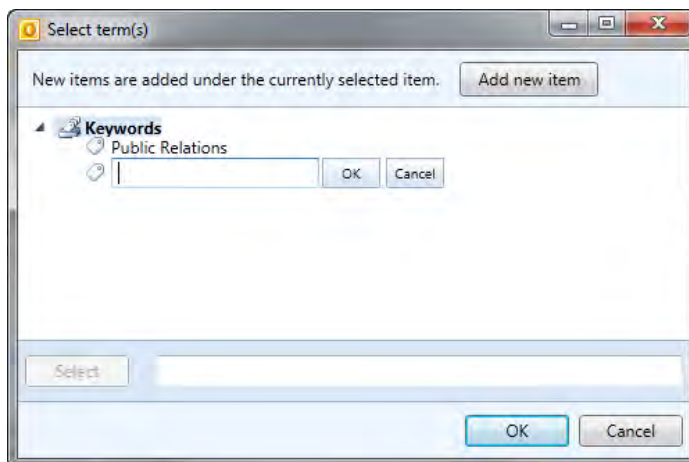 Select term(s)
New items are added under the currently selected item. Add new item
Keywords
Public Relations
OK Cancel
Select
OK Cancel